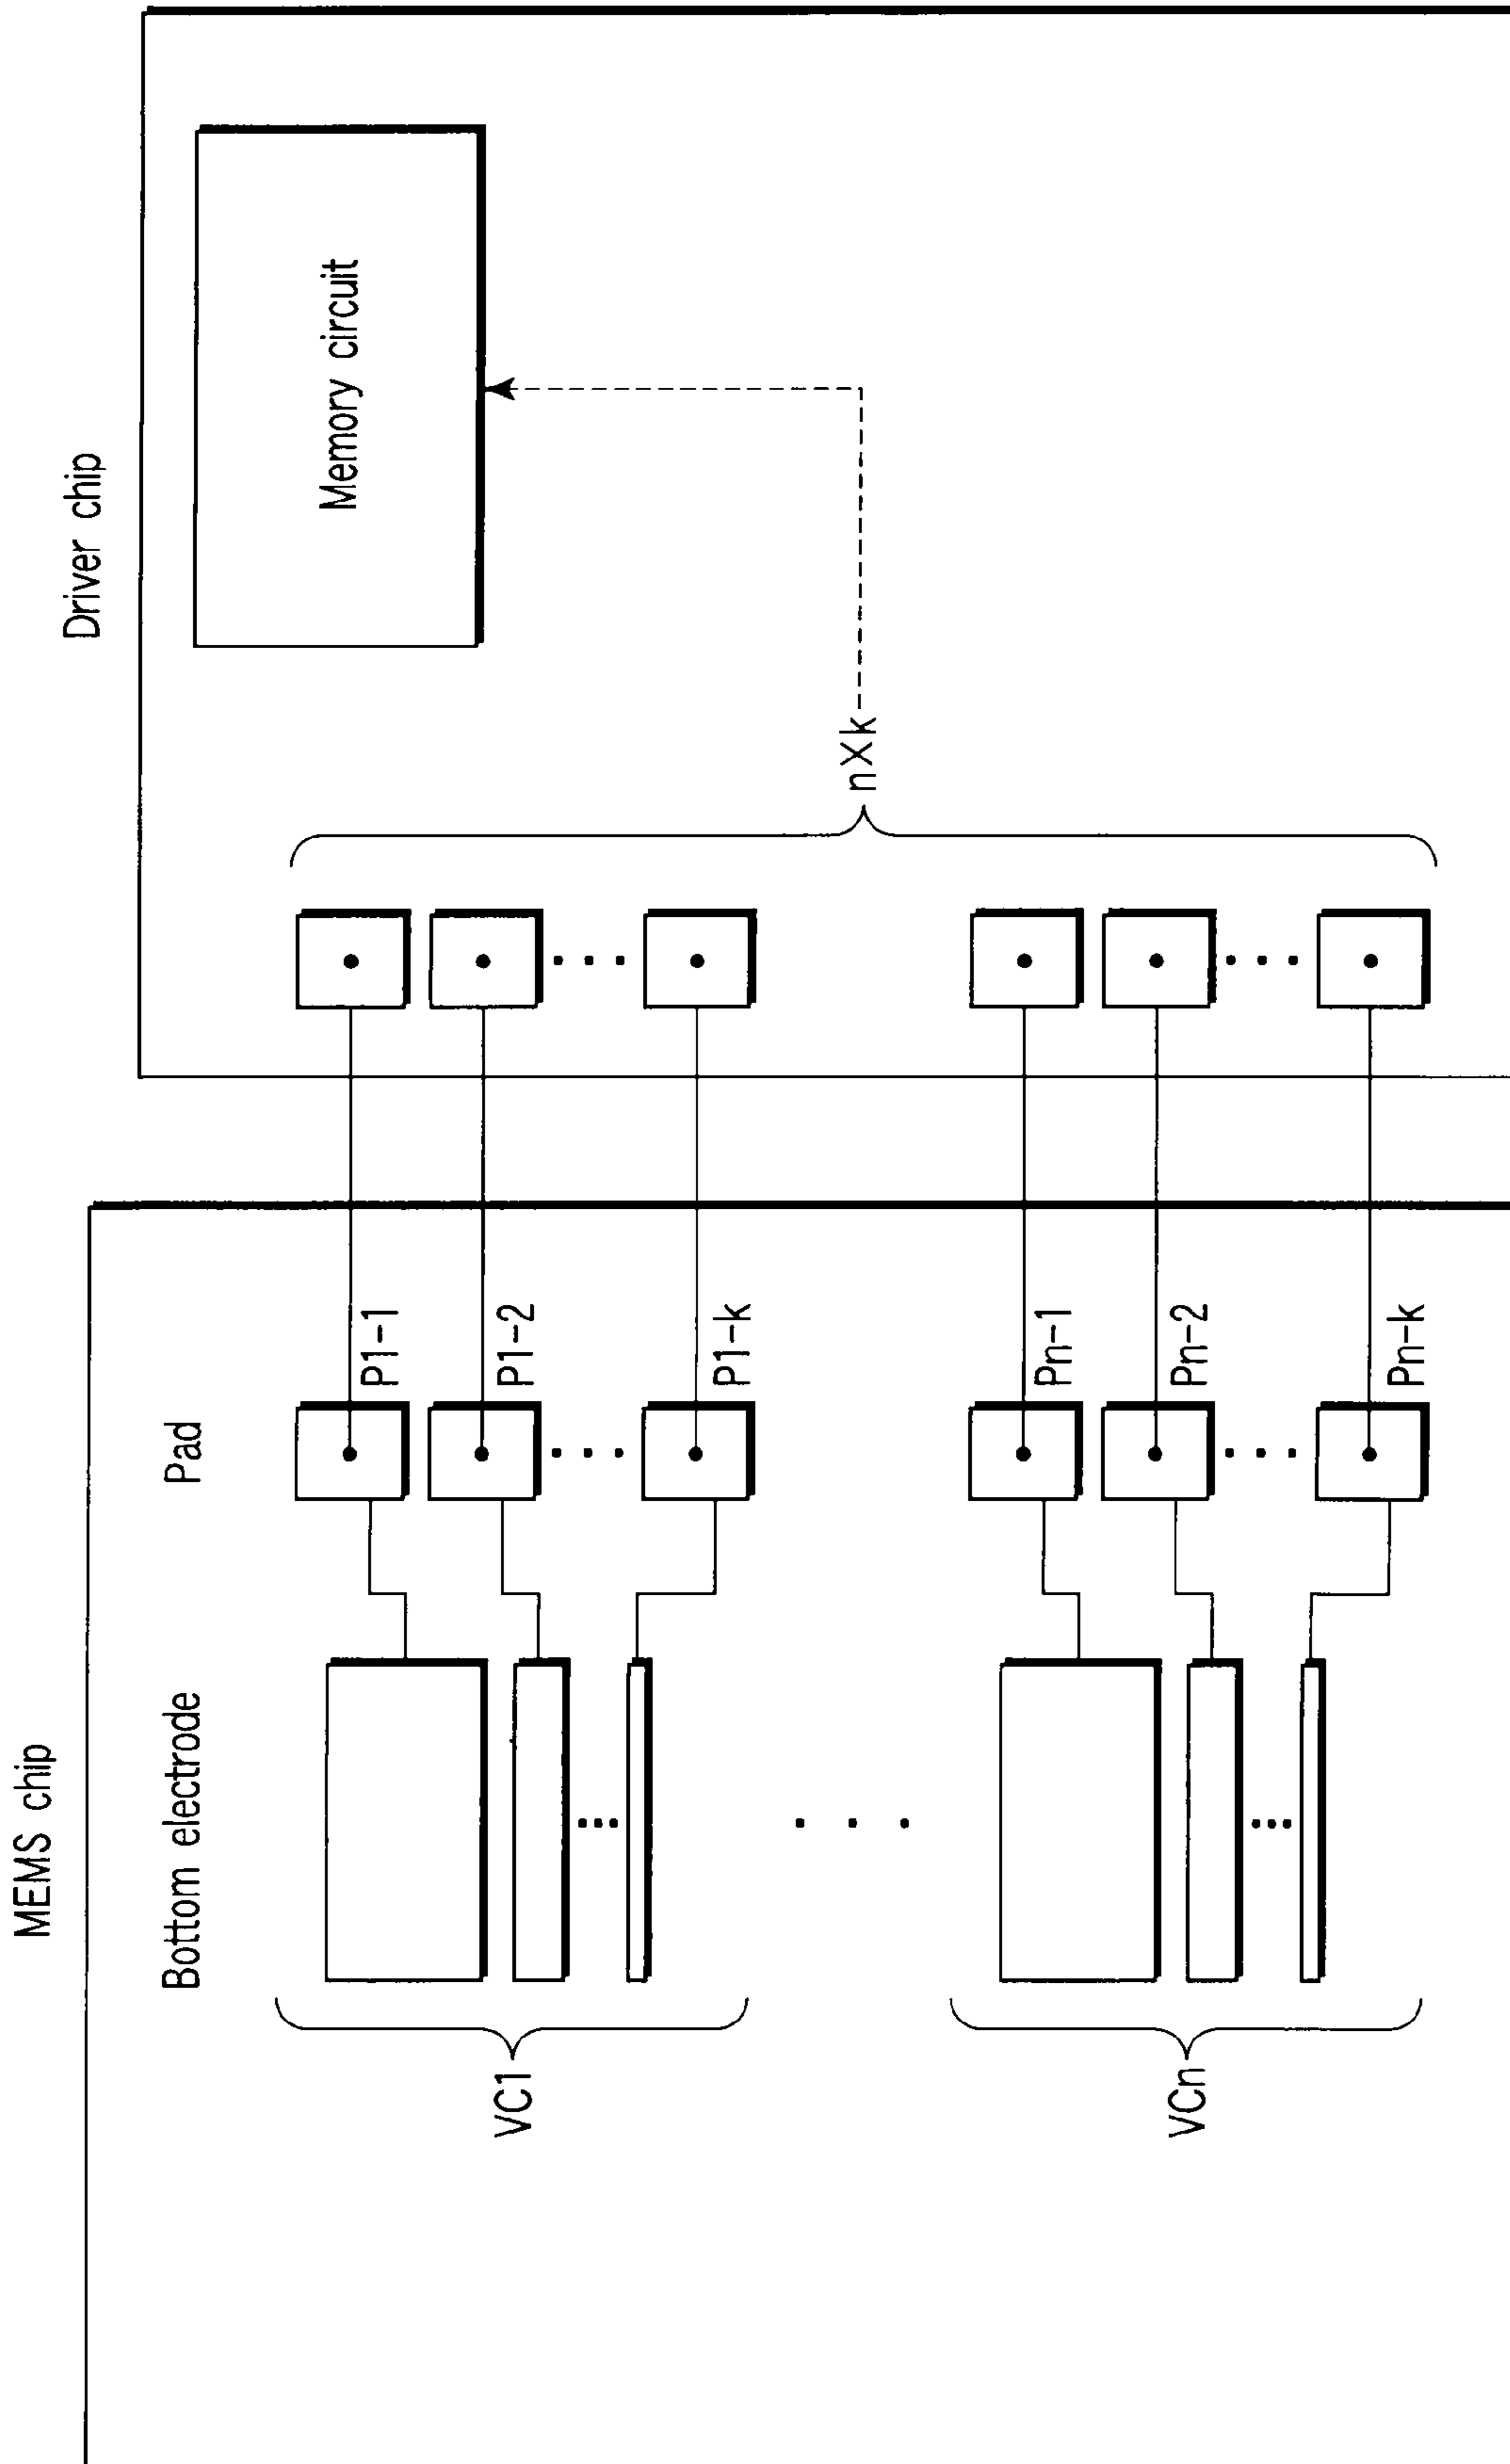 MEMS chip
Driver chip
Bottom electrode
Pad
Memory circuit
VC1
P1-1
P1-2
P1-k
n×k
VCn
Pn-1
Pn-2
Pn-k